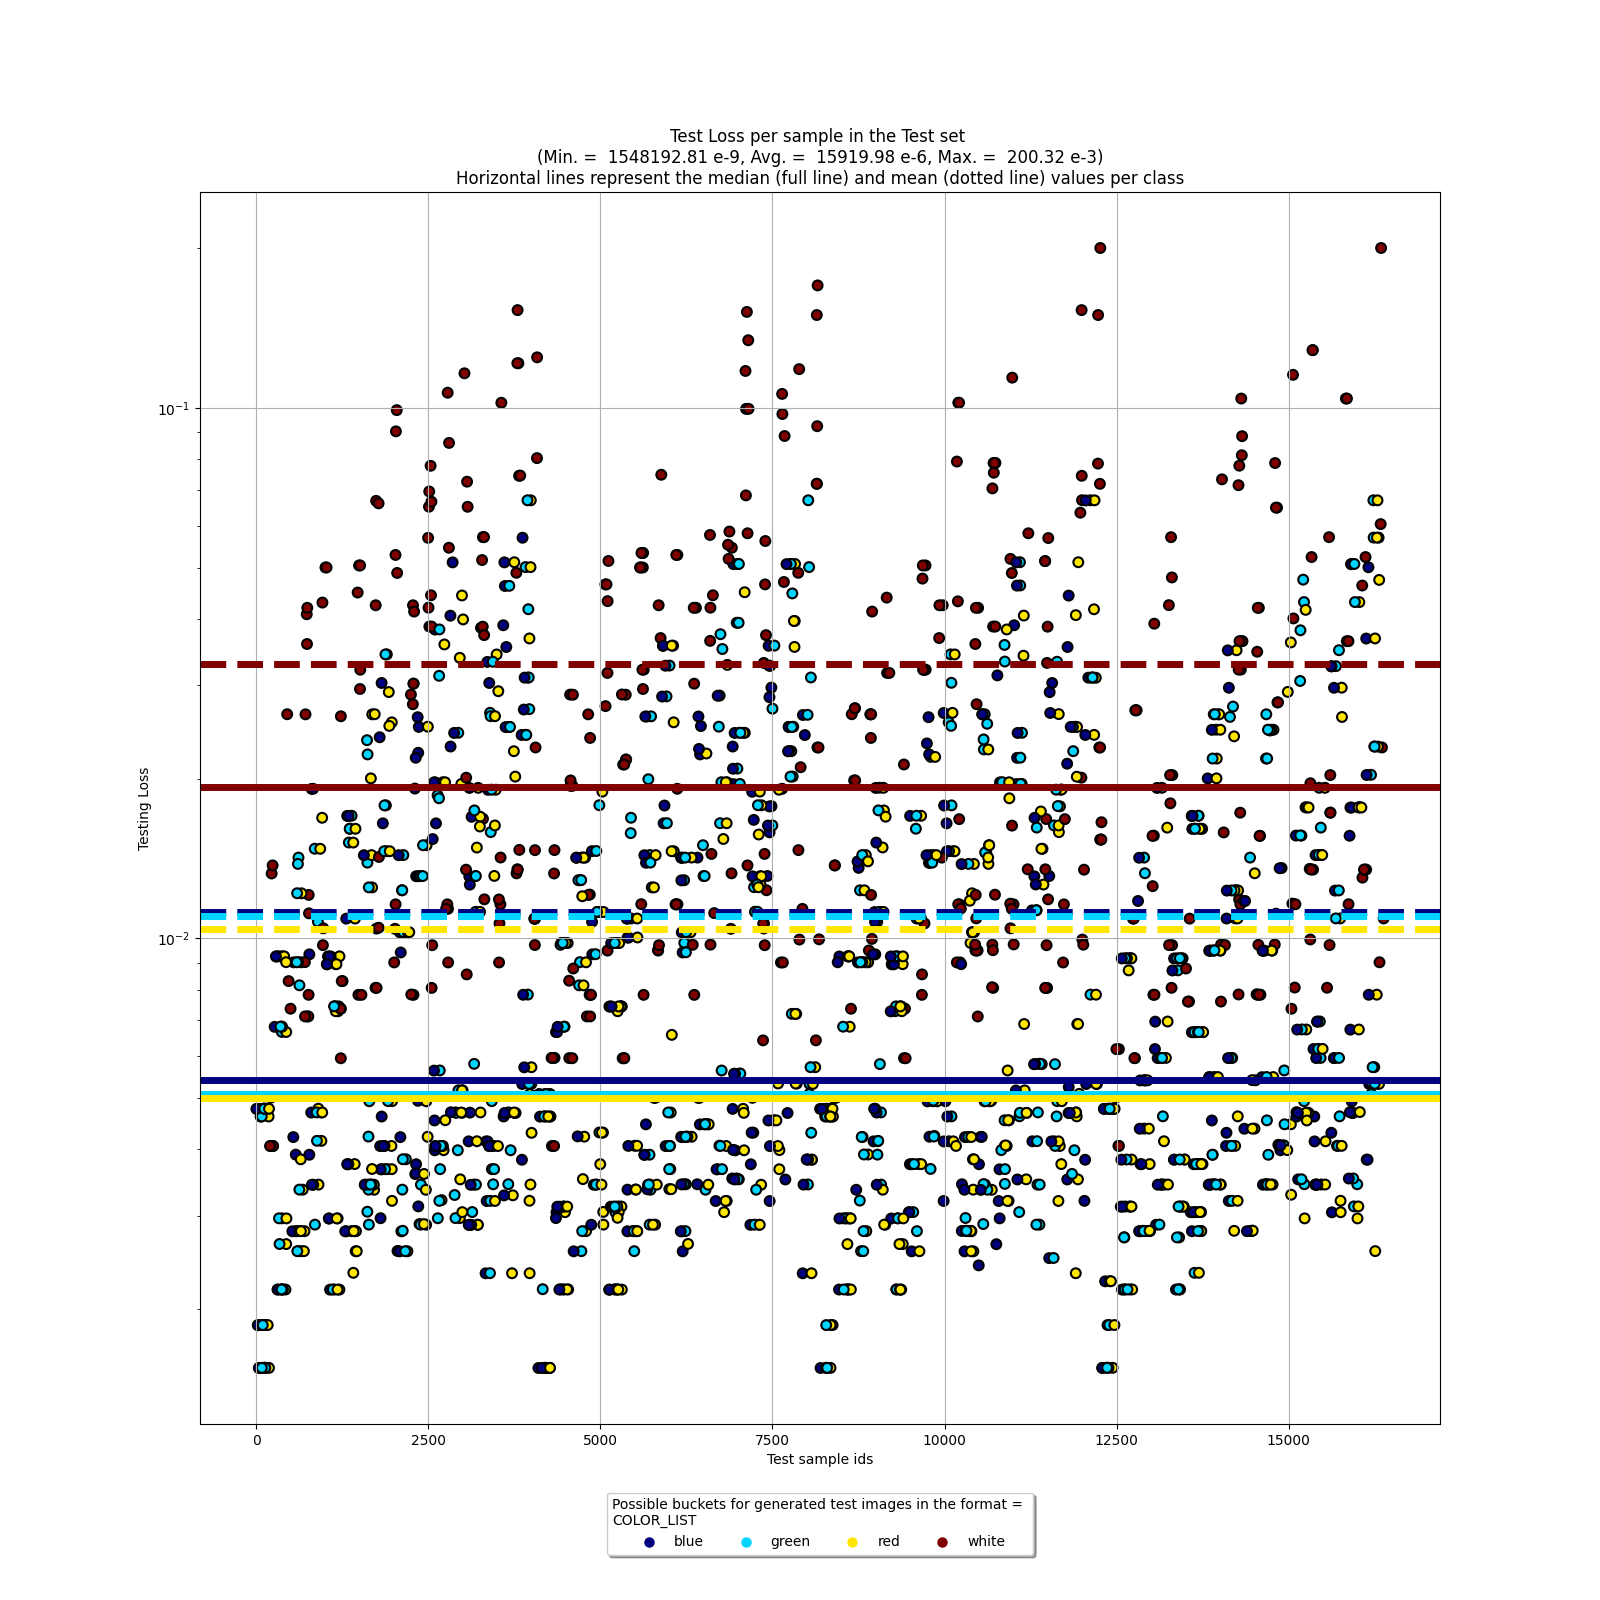 Test Loss per sample in the Test set
(Min. =  1548192.81 e-9, Avg. =  15919.98 e-6, Max. =  200.32 e-3)
Horizontal lines represent the median (full line) and mean (dotted line) values per class
10⁻¹
10⁻²
Testing Loss
0 2500 5000 7500 10000 12500 15000
Test sample ids
Possible buckets for generated test images in the format =
COLOR_LIST
blue green red white